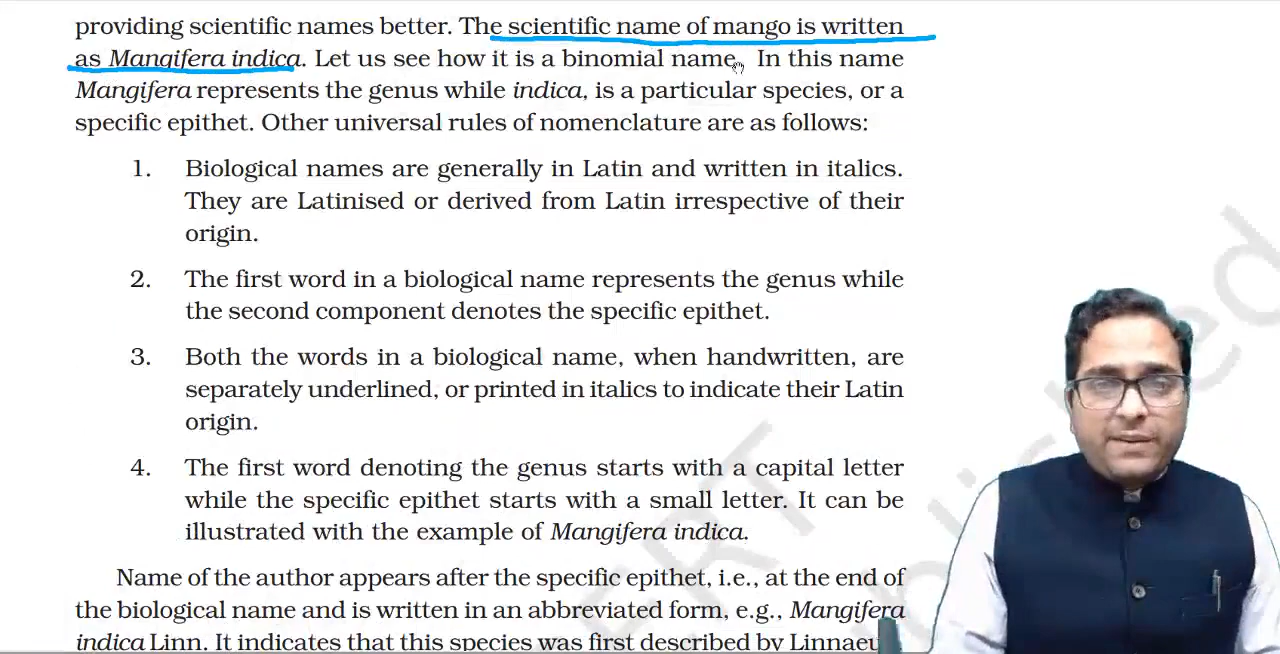 providing scientific names better. The scientific name of mango is written
as Mangifera indica. Let us see how it is a binomial name. In this name
Mangifera represents the genus while indica, is a particular species, or a
specific epithet. Other universal rules of nomenclature are as follows:
1. Biological names are generally in Latin and written in italics.
They are Latinised or derived from Latin irrespective of their
origin.
2. The first word in a biological name represents the genus while
the second component denotes the specific epithet.
3. Both the words in a biological name, when handwritten, are
separately underlined, or printed in italics to indicate their Latin
origin.
4. The first word denoting the genus starts with a capital letter
while the specific epithet starts with a small letter. It can be
illustrated with the example of Mangifera indica.
Name of the author appears after the specific epithet, i.e., at the end of
the biological name and is written in an abbreviated form, e.g., Mangifera
indica Linn. It indicates that this species was first described by